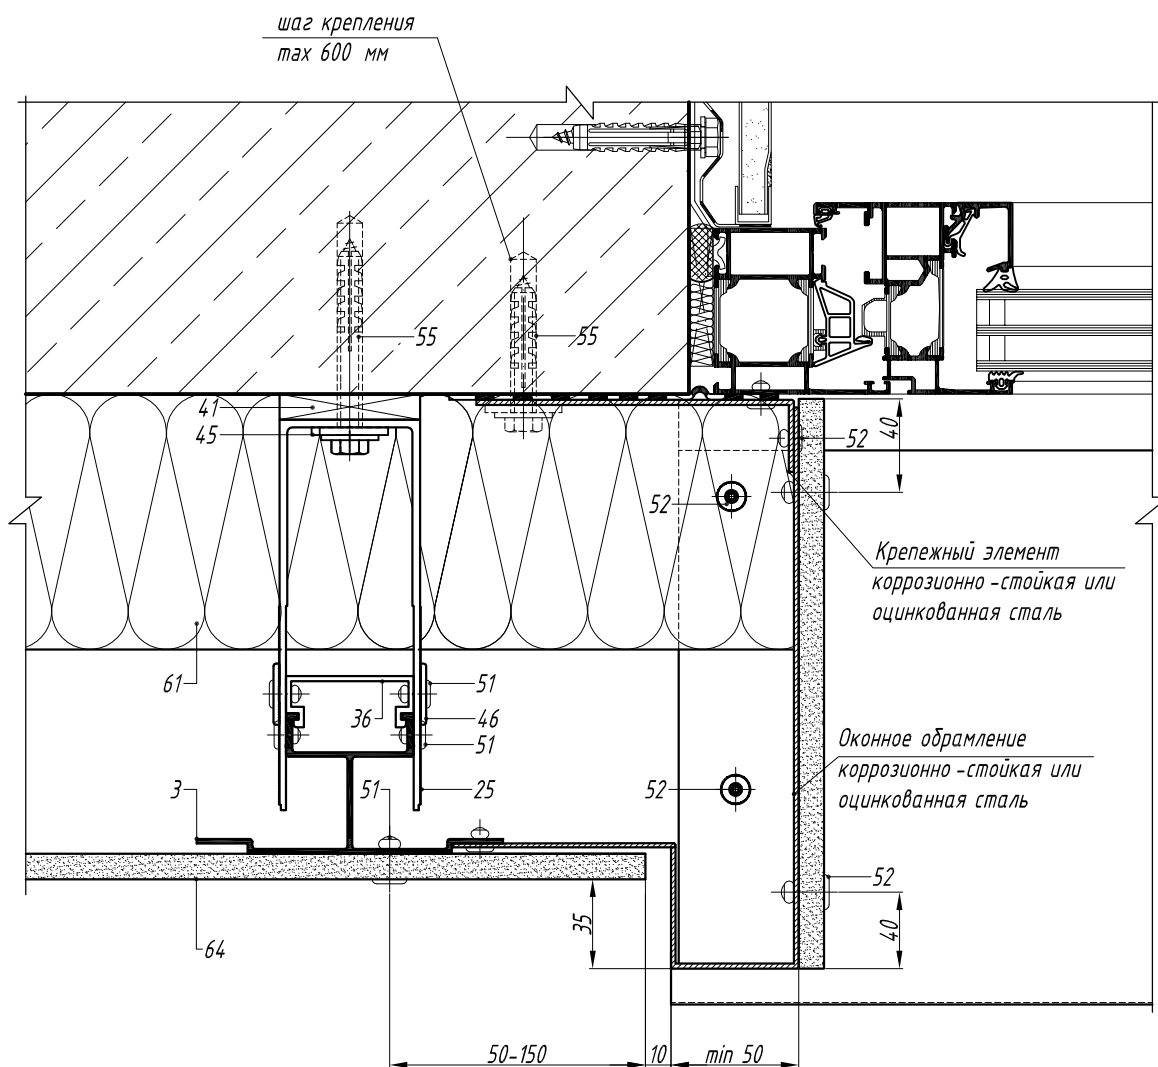 шаг крепления
max 600 мм
55
55
41
45
52
40
52
Крепежный элемент
коррозионно-стойкая или
оцинкованная сталь
61
51
36
46
51
Оконное обрамление
коррозионно-стойкая или
оцинкованная сталь
3
51
25
52
52
35
40
64
50-150
10
min 50